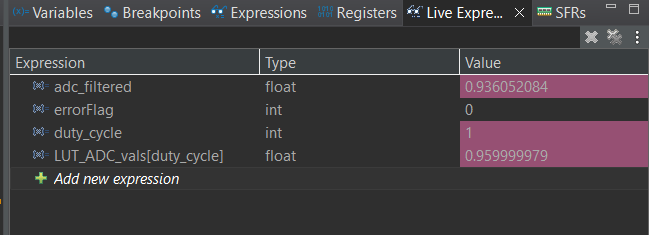 (x)= Variables Breakpoints Expressions Registers Live Expre... SFRs
Expression Type Value
adc_filtered float 0.936052084
errorFlag int 0
duty_cycle int 1
LUT_ADC_vals[duty_cycle] float 0.959999979
Add new expression